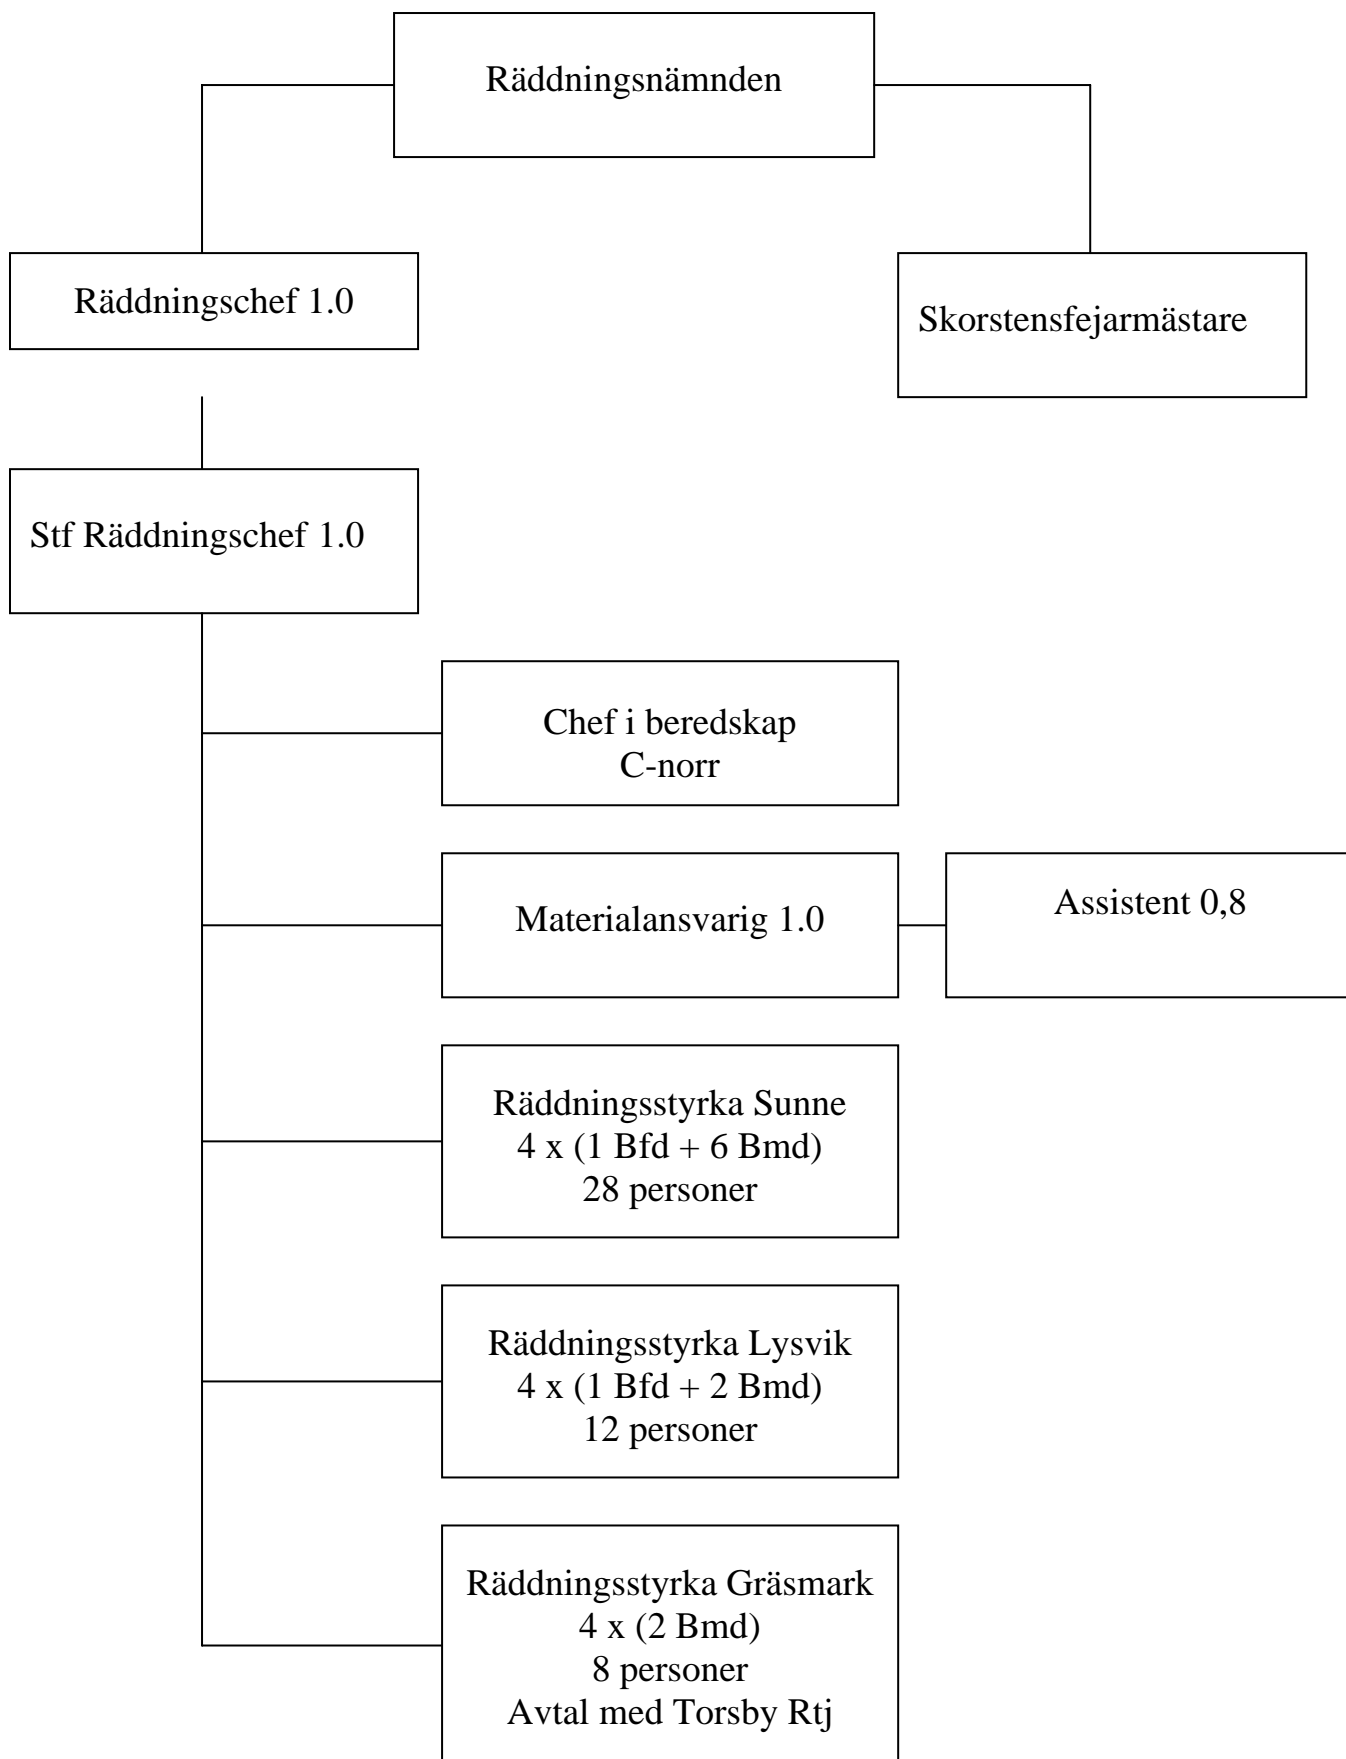 Räddningsnämnden
Räddningschef 1.0
Skorstensfejarmästare
Stf Räddningschef 1.0
Chef i beredskap
C-norr
Materialansvarig 1.0
Assistent 0,8
Räddningsstyrka Sunne
4 x (1 Bfd + 6 Bmd)
28 personer
Räddningsstyrka Lysvik
4 x (1 Bfd + 2 Bmd)
12 personer
Räddningsstyrka Gräsmark
4 x (2 Bmd)
8 personer
Avtal med Torsby Rtj